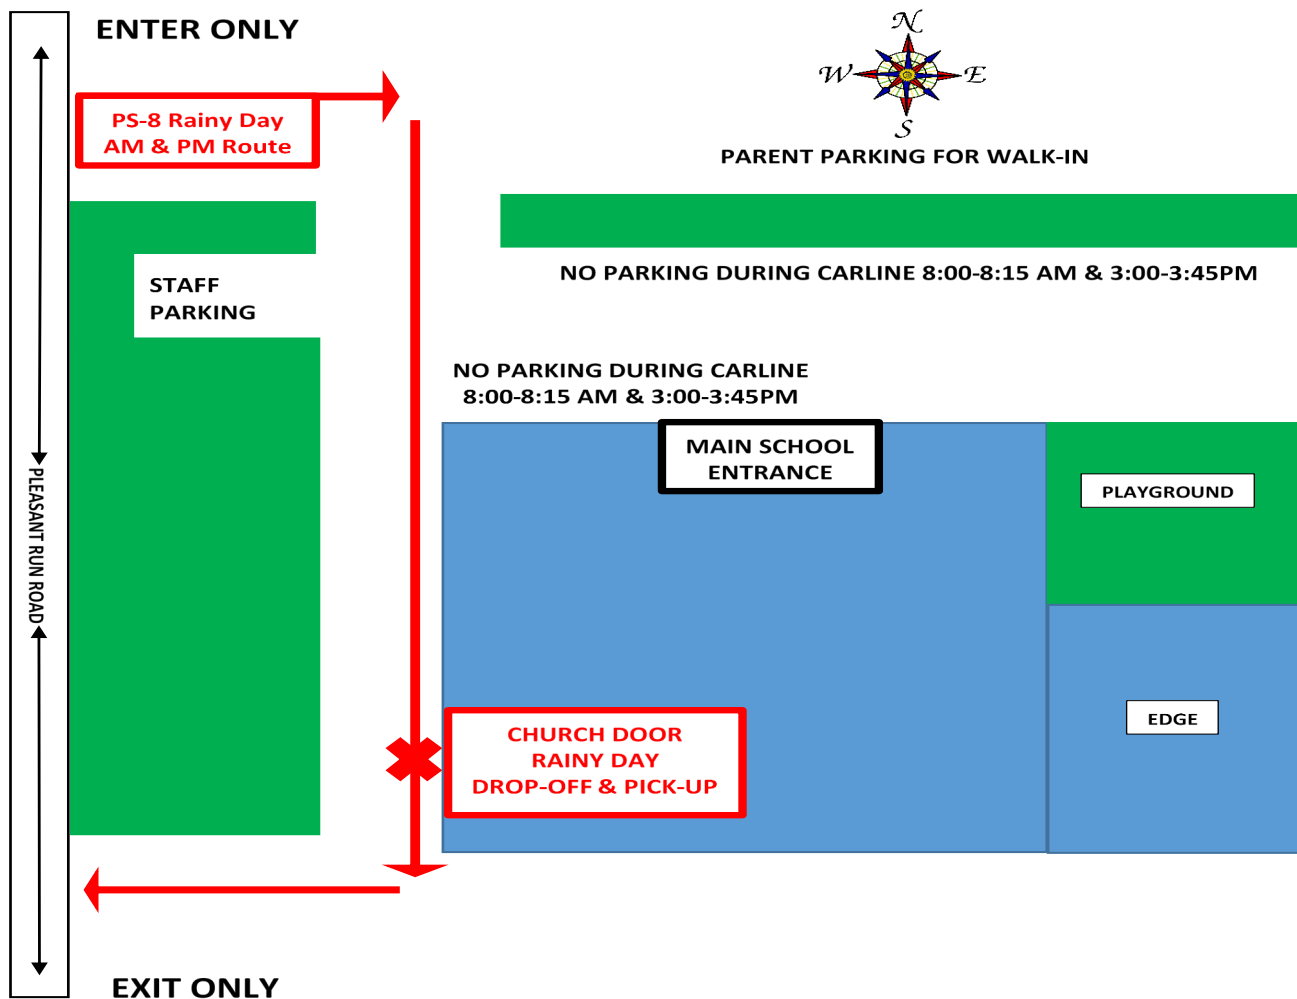 ENTER ONLY
N
W
E
S
PS-8 Rainy Day
AM & PM Route
PARENT PARKING FOR WALK-IN
STAFF
PARKING
NO PARKING DURING CARLINE 8:00-8:15 AM & 3:00-3:45PM
NO PARKING DURING CARLINE
8:00-8:15 AM & 3:00-3:45PM
MAIN SCHOOL
ENTRANCE
PLAYGROUND
PLEASANT RUN ROAD
CHURCH DOOR
RAINY DAY
DROP-OFF & PICK-UP
EDGE
EXIT ONLY